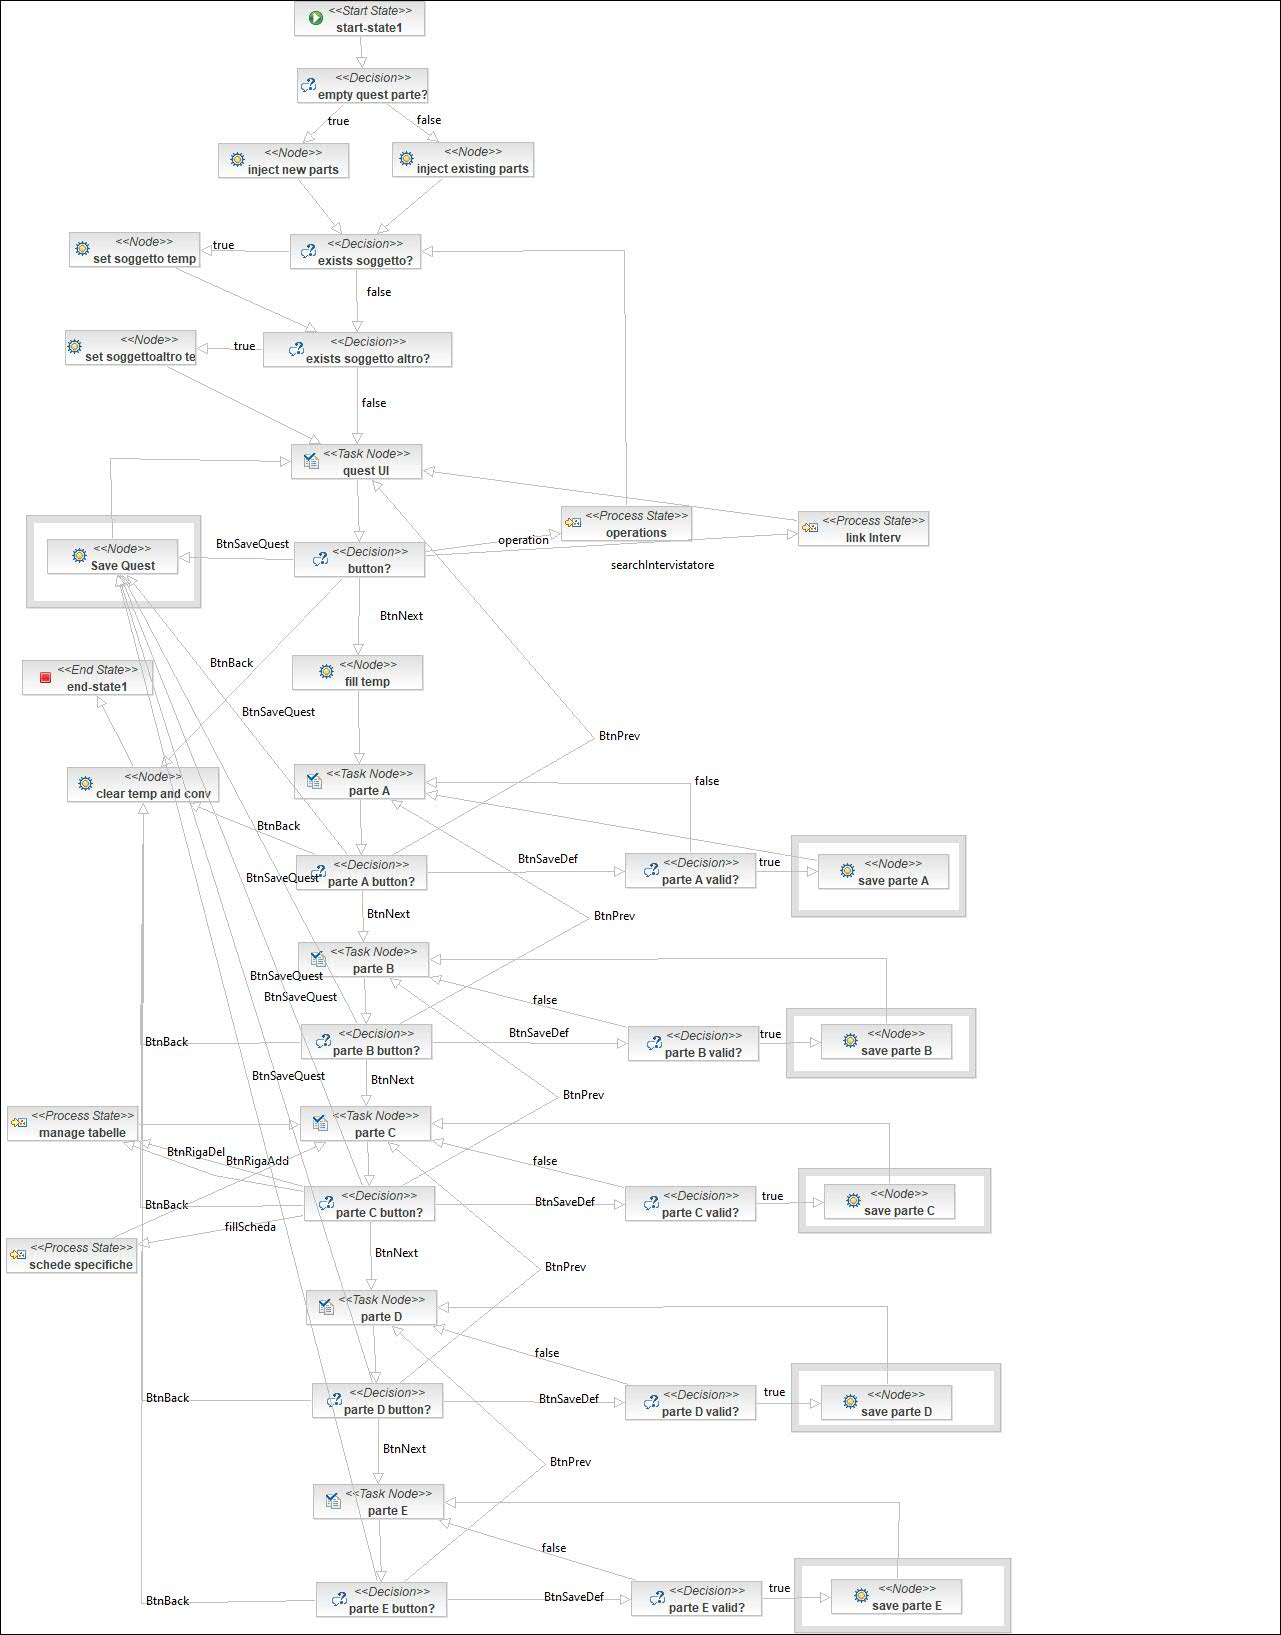 <<Start State>>
start-state1
<<Decision>>
empty quest parte?
true
false
<<Node>>
inject new parts
<<Node>>
inject existing parts
<<Node>>
set soggetto temp
true
<<Decision>>
exists soggetto?
false
<<Node>>
set soggettoaltro te
true
<<Decision>>
exists soggetto altro?
false
<<Task Node>>
quest UI
<<Process State>>
operations
<<Process State>>
link Interv
<<Node>>
Save Quest
BtnSaveQuest
<<Decision>>
button?
operation
searchIntervistatore
BtnNext
<<End State>>
end-state1
BtnBack
<<Node>>
fill temp
BtnSaveQuest
BtnPrev
<<Node>>
clear temp and conv
<<Task Node>>
parte A
false
BtnBack
BtnSaveQuest
<<Decision>>
parte A button?
BtnSaveDef
<<Decision>>
parte A valid?
true
<<Node>>
save parte A
BtnNext
BtnPrev
<<Task Node>>
parte B
BtnSaveQuest
BtnSaveQuest
false
BtnBack
<<Decision>>
parte B button?
BtnSaveDef
<<Decision>>
parte B valid?
true
<<Node>>
save parte B
BtnSaveQuest
BtnNext
BtnPrev
<<Process State>>
manage tabelle
<<Task Node>>
parte C
BtnRigaDel
BtnRigaAdd
false
BtnBack
<<Decision>>
parte C button?
BtnSaveDef
<<Decision>>
parte C valid?
true
<<Node>>
save parte C
fillScheda
<<Process State>>
schede specifiche
BtnNext
BtnPrev
<<Task Node>>
parte D
false
BtnBack
<<Decision>>
parte D button?
BtnSaveDef
<<Decision>>
parte D valid?
true
<<Node>>
save parte D
BtnNext
BtnPrev
<<Task Node>>
parte E
false
BtnBack
<<Decision>>
parte E button?
BtnSaveDef
<<Decision>>
parte E valid?
true
<<Node>>
save parte E